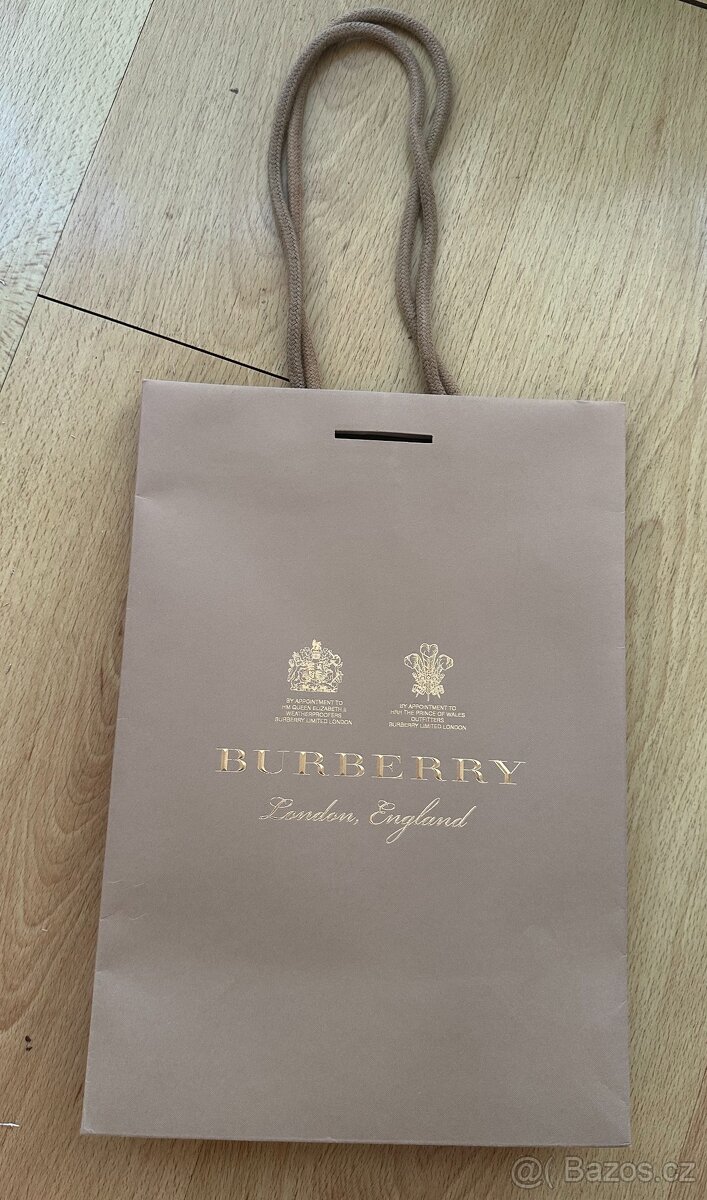 BY APPOINTMENT TO
HM QUEEN ELIZABETH II
WEATHERPROOFERS
BURBERRY LIMITED LONDON
BY APPOINTMENT TO
HRH THE PRINCE OF WALES
OUTFITTERS
BURBERRY LIMITED LONDON
BURBERRY
London, England
@( Bazos.cz